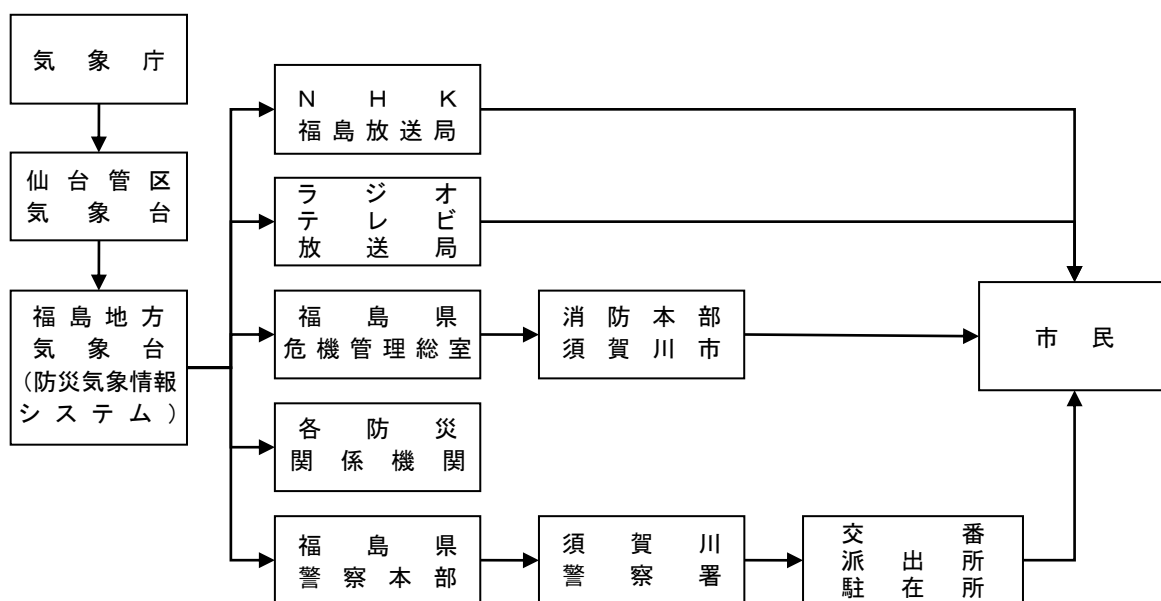 気象庁
仙台管区
気象台
福島地方
気象台
（防災気象情報
システム）
ＮＨＫ
福島放送局
ラジオ
テレビ
放送局
福島県
危機管理総室
各防災
関係機関
福島県
警察本部
消防本部
須賀川市
須賀川
警察署
交番
派出所
駐在所
市民